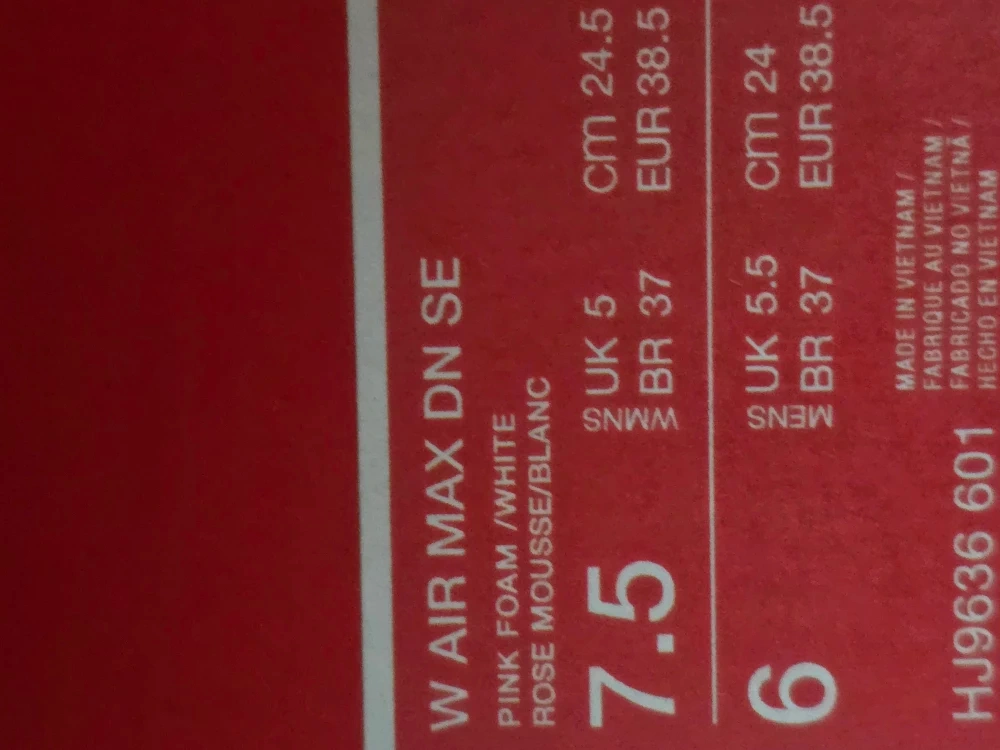 W AIR MAX DN SE
PINK FOAM /WHITE
ROSE MOUSSE/BLANC
7.5
WMNS
UK 5
Cm 24.5
BR 37
EUR 38.5
6
MENS
UK 5.5
Cm 24
BR 37
EUR 38.5
MADE IN VIETNAM /
FABRIQUE AU VIETNAM /
FABRICADO NO VIETNÃ /
HECHO EN VIETNAM
HJ9636 601